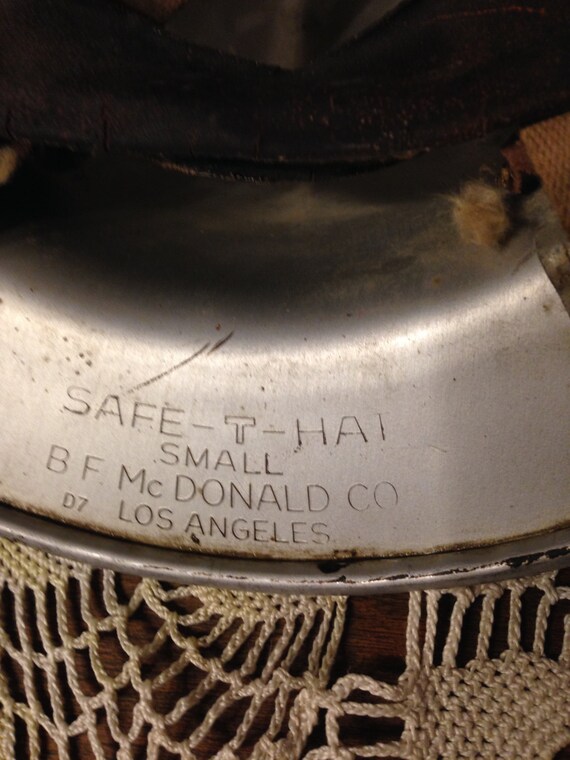 SAFE-T-HAT
SMALL
B F McDONALD CO
D7 LOS ANGELES